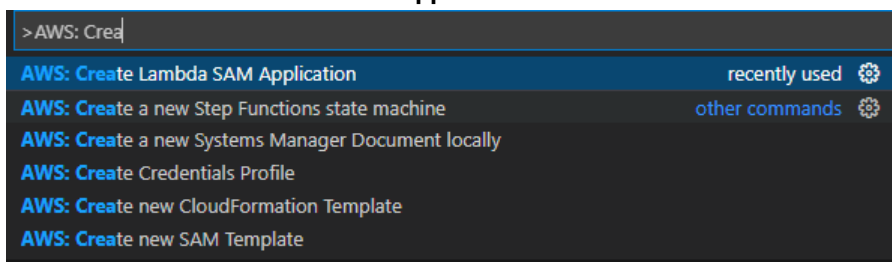 >AWS: Crea
AWS: Create Lambda SAM Application recently used
AWS: Create a new Step Functions state machine other commands
AWS: Create a new Systems Manager Document locally
AWS: Create Credentials Profile
AWS: Create new CloudFormation Template
AWS: Create new SAM Template